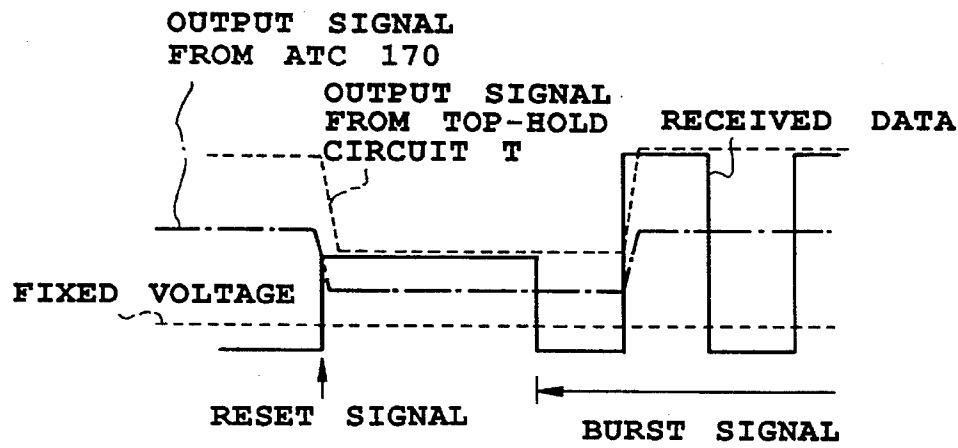 OUTPUT SIGNAL
FROM ATC 170
OUTPUT SIGNAL
FROM TOP-HOLD
CIRCUIT T
RECEIVED DATA
FIXED VOLTAGE
RESET SIGNAL
BURST SIGNAL